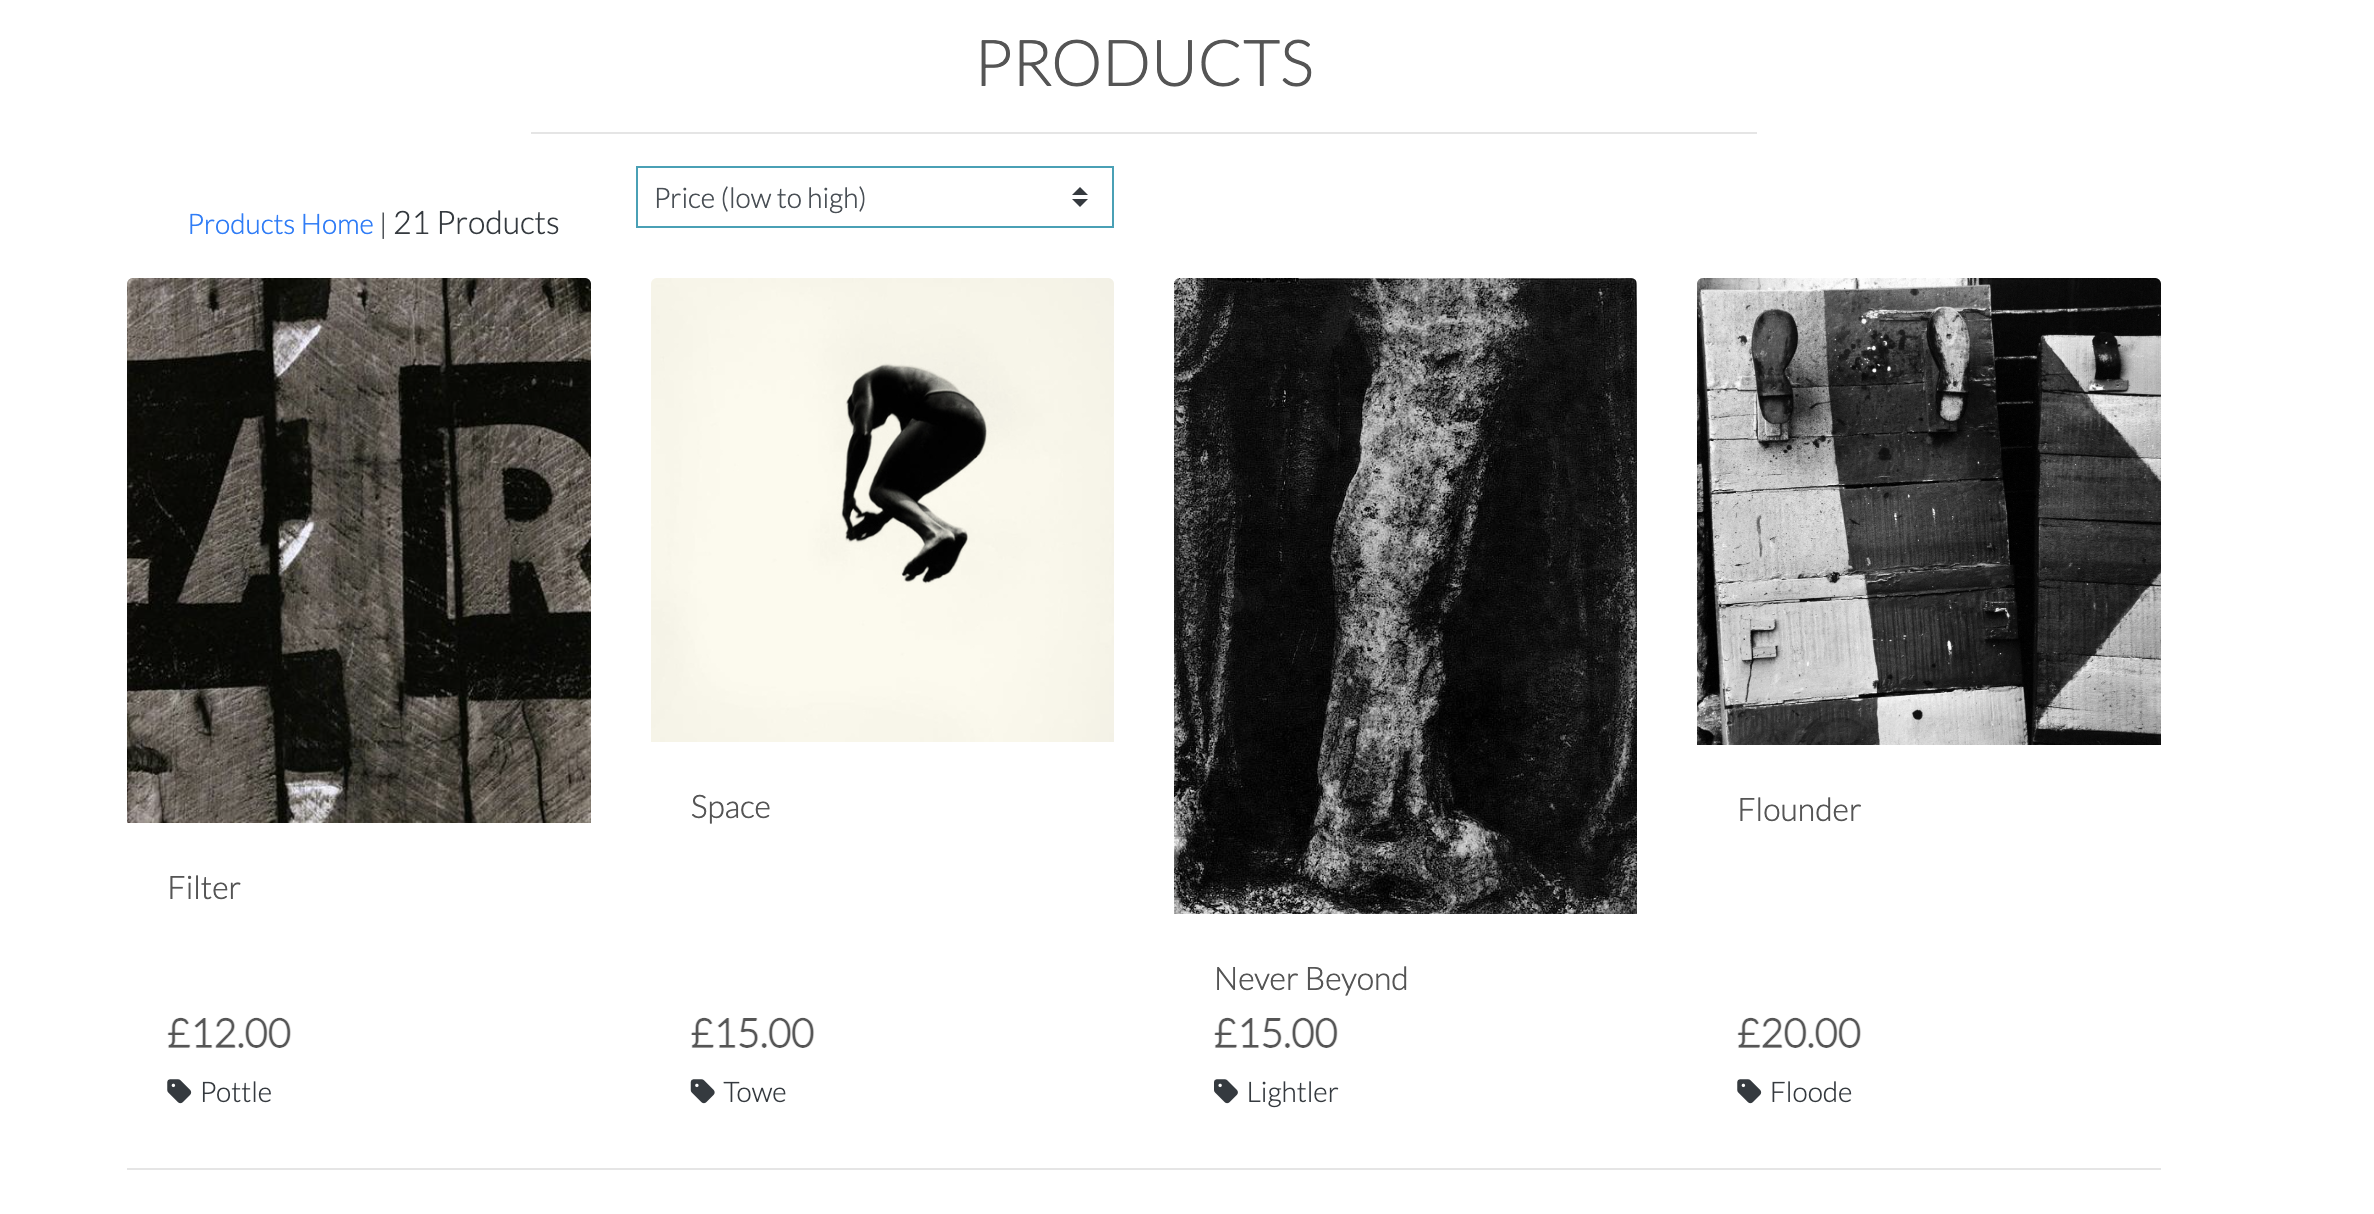 PRODUCTS
Price (low to high)
Products Home | 21 Products
R
Filter
Space
Never Beyond
Flounder
£12.00
£15.00
£15.00
£20.00
Pottle
Towe
Lightler
Floode